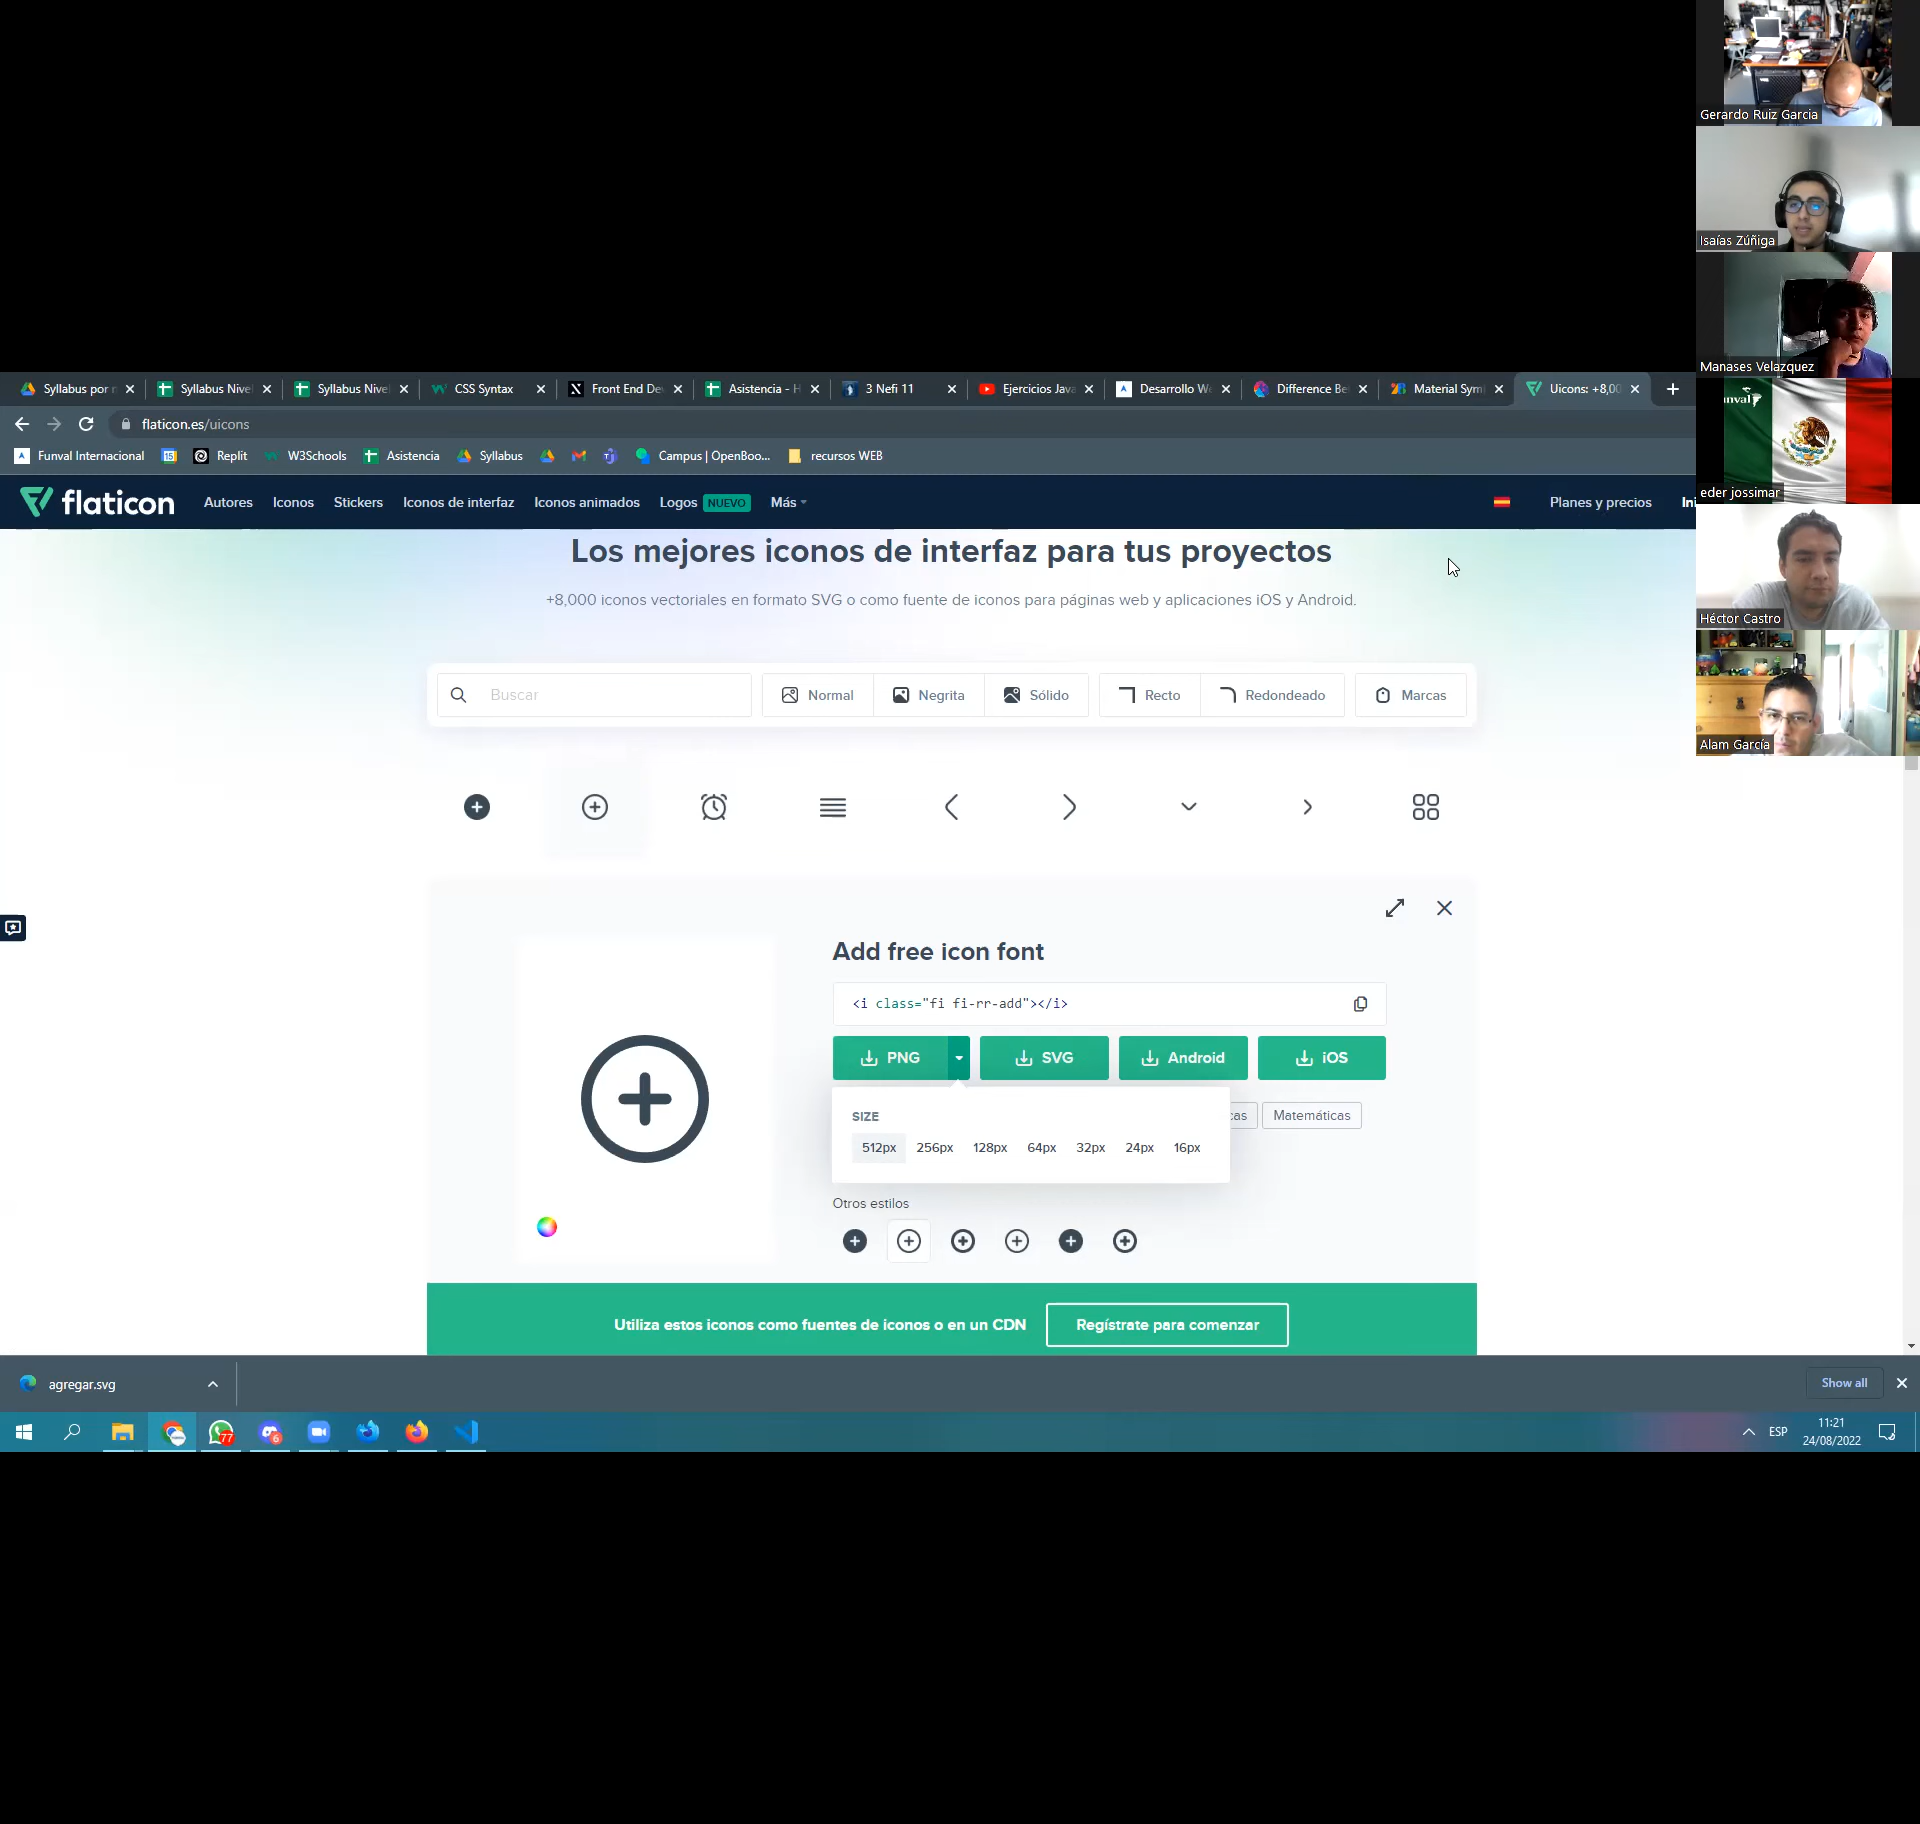 Gerardo Ruiz Garcia
Isaías Zúñiga
Manases Velazquez
eder jossimar
Héctor Castro
Alam García
Syllabus por n
Syllabus Nive
Syllabus Nive
CSS Syntax
Front End De
Asistencia - H
3 Nefi 11
Ejercicios Java
Desarrollo W
Difference Be
Material Sym
Uicons: +8,00
flaticon.es/uicons
Funval Internacional
15
Replit
W3Schools
Asistencia
Syllabus
Campus | OpenBoo...
recursos WEB
flaticon
Autores
Iconos
Stickers
Iconos de interfaz
Iconos animados
Logos
NUEVO
Más
Planes y precios
Ini
Los mejores iconos de interfaz para tus proyectos
+8,000 iconos vectoriales en formato SVG o como fuente de iconos para páginas web y aplicaciones iOS y Android.
Buscar
Normal
Negrita
Sólido
Recto
Redondeado
Marcas
Add free icon font
<i class="fi fi-rr-add"></i>
PNG
SVG
Android
iOS
SIZE
512px
256px
128px
64px
32px
24px
16px
cas
Matemáticas
Otros estilos
Utiliza estos iconos como fuentes de iconos o en un CDN
Regístrate para comenzar
agregar.svg
Show all
77
6
ESP
11:21
24/08/2022